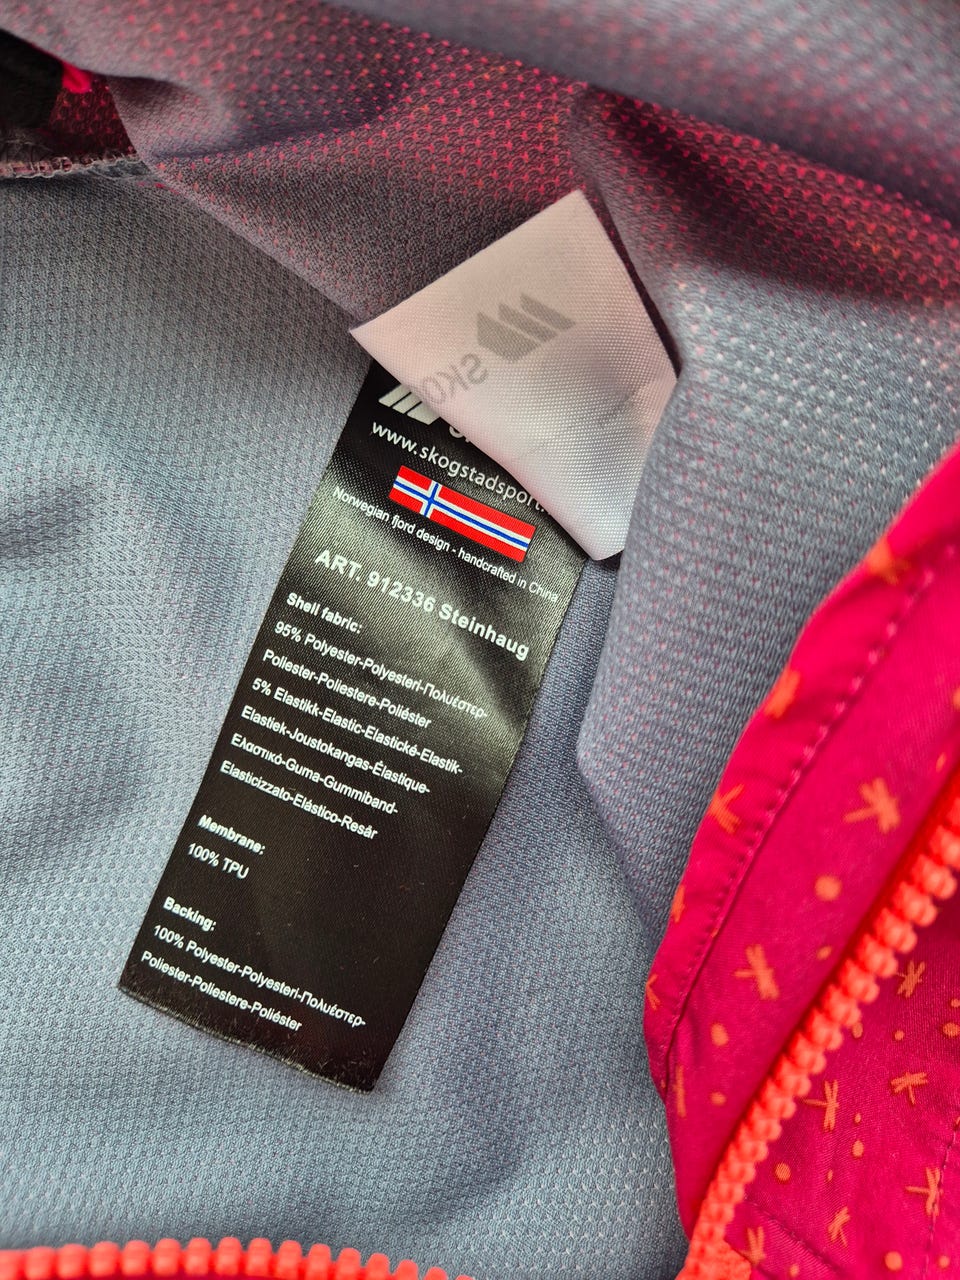 www.skogstadsport.
Norwegian fjord design - handcrafted in China
ART. 912336 Steinhaug
Shell fabric:
95% Polyester-Polyesteri-Πολυέστερ-
Poliester-Poliestere-Poliéster
5% Elastikk-Elastic-Elastické-Elastik-
Elastiek-Joustokangas-Élastique-
Ελαστικό-Guma-Gummiband-
Elasticizzato-Elástico-Resår
Membrane:
100% TPU
Backing:
100% Polyester-Polyesteri-Πολυέστερ-
Poliester-Poliestere-Poliéster